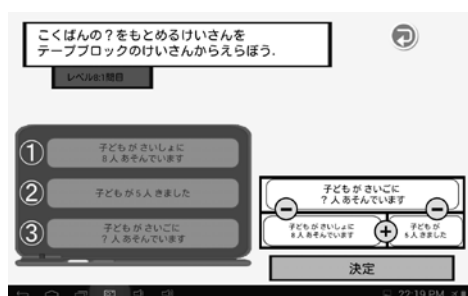 こくばんの？をもとめるけいさんを
テープブロックのけいさんからえらぼう.
レベル8:1問目
①
子どもがさいしょに
8人あそんでいます
②
子どもが5人きました
③
子どもがさいごに
？人あそんでいます
子どもがさいごに
？人あそんでいます
－
－
子どもがさいしょに
8人あそんでいます
＋
子どもが
5人きました
決定
22:19 PM